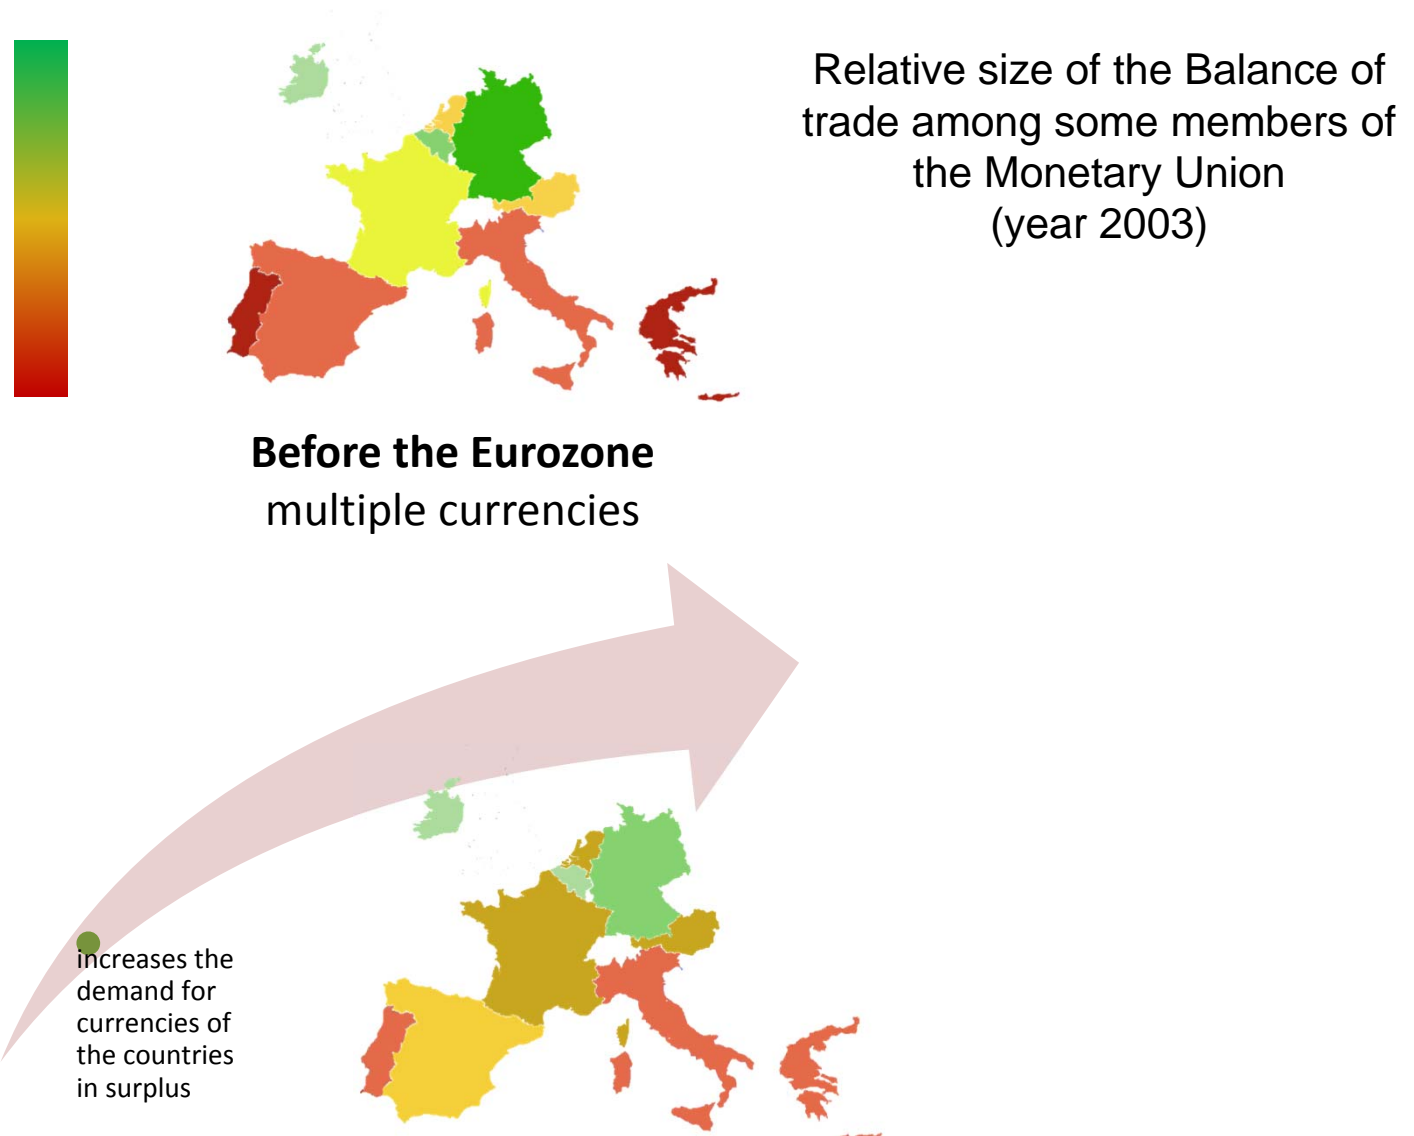 Relative size of the Balance of
trade among some members of
the Monetary Union
(year 2003)
Before the Eurozone
multiple currencies
increases the
demand for
currencies of
the countries
in surplus